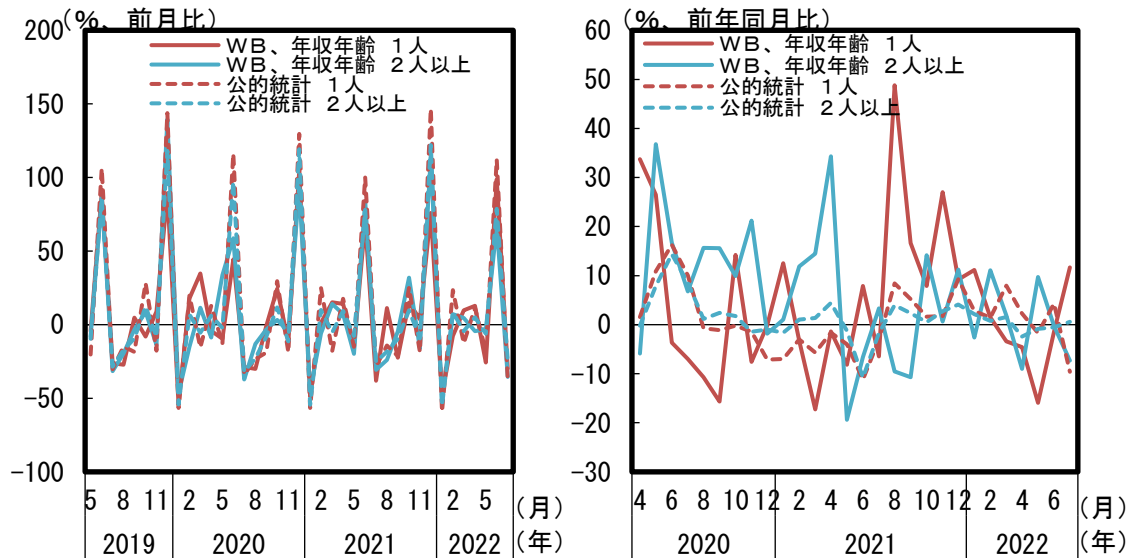 (%、前月比)
200
150
100
50
0
-50
-100
WB、年収年齢 1人
WB、年収年齢 2人以上
公的統計 1人
公的統計 2人以上
5 8 11 2 5 8 11 2 5 8 11 2 5 (月)
2019 2020 2021 2022 (年)
(%、前年同月比)
60
50
40
30
20
10
0
-10
-20
-30
WB、年収年齢 1人
WB、年収年齢 2人以上
公的統計 1人
公的統計 2人以上
4 6 8 10 12 2 4 6 8 10 12 2 4 6 (月)
2020 2021 2022 (年)